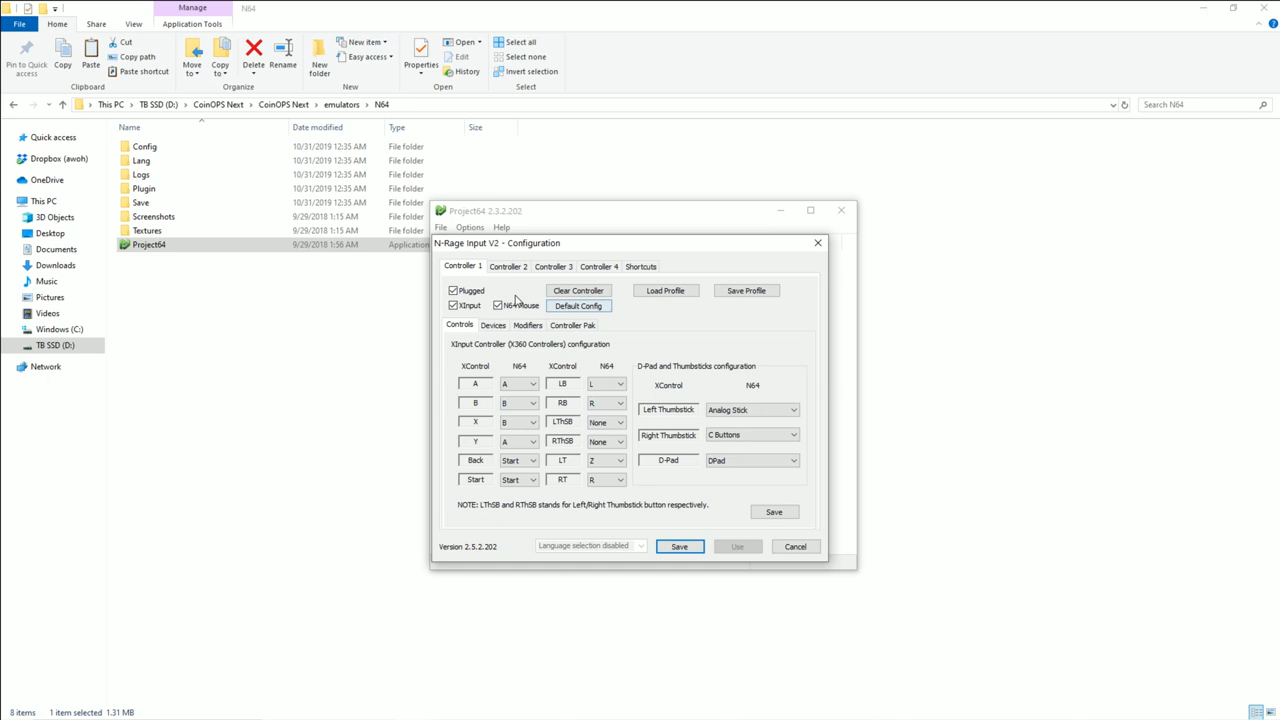 Manage
N64
File
Home
Share
View
Application Tools
Pin to Quick access
Copy
Paste
Cut
Copy path
Paste shortcut
Clipboard
Move to
Copy to
Delete
Rename
Organize
New folder
New item
Easy access
New
Properties
Open
Edit
History
Open
Select all
Select none
Invert selection
Select
This PC > TB SSD (D:) > CoinOPS Next > CoinOPS Next > emulators > N64
Search N64
Name Date modified Type Size
Quick access
Dropbox (awoh)
OneDrive
This PC
3D Objects
Desktop
Documents
Downloads
Music
Pictures
Videos
Windows (C:)
TB SSD (D:)
Network
Config 10/31/2019 12:35 AM File folder
Lang 10/31/2019 12:35 AM File folder
Logs 10/31/2019 12:35 AM File folder
Plugin 10/31/2019 12:35 AM File folder
Save 10/31/2019 12:35 AM File folder
Screenshots 9/29/2018 1:15 AM File folder
Textures 9/29/2018 1:15 AM File folder
Project64 9/29/2018 1:56 AM Application
Project64 2.3.2.202
File Options Help
N-Rage Input V2 - Configuration
Controller 1 Controller 2 Controller 3 Controller 4 Shortcuts
Plugged Clear Controller Load Profile Save Profile
XInput N64 Mouse Default Config
Controls Devices Modifiers Controller Pak
XInput Controller (X360 Controllers) configuration
XControl N64 XControl N64
A A LB L
B B RB R
X B LThSB None
Y A RThSB None
Back Start LT Z
Start Start RT R
D-Pad and Thumbsticks configuration
XControl N64
Left Thumbstick Analog Stick
Right Thumbstick C Buttons
D-Pad DPad
NOTE: LThSB and RThSB stands for Left/Right Thumbstick button respectively.
Save
Version 2.5.2.202 Language selection disabled Save Use Cancel
8 items 1 item selected 1.31 MB